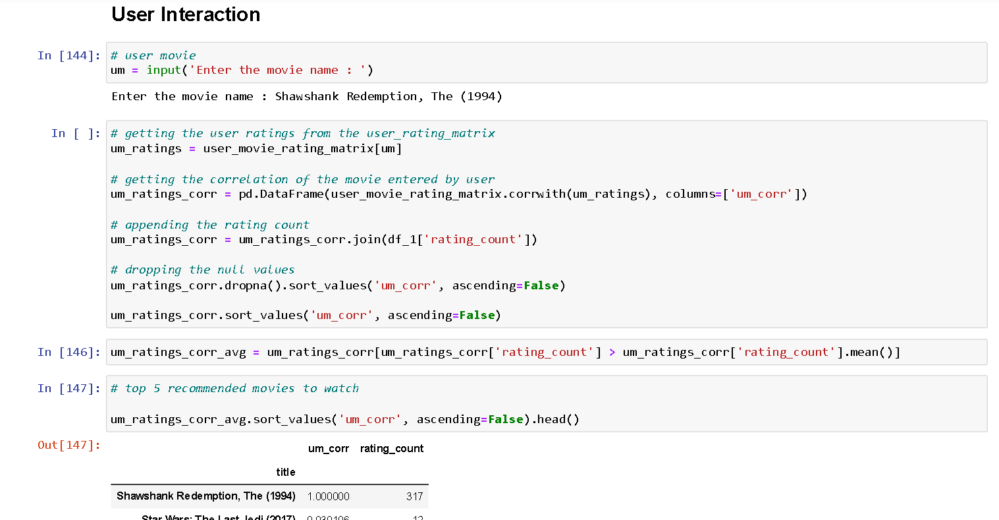 User Interaction
In [144]: # user movie
um = input('Enter the movie name : ')
Enter the movie name : Shawshank Redemption, The (1994)
In [ ]: # getting the user ratings from the user_rating_matrix
um_ratings = user_movie_rating_matrix[um]
# getting the correlation of the movie entered by user
um_ratings_corr = pd.DataFrame(user_movie_rating_matrix.corrwith(um_ratings), columns=['um_corr'])
# appending the rating count
um_ratings_corr = um_ratings_corr.join(df_1['rating_count'])
# dropping the null values
um_ratings_corr.dropna().sort_values('um_corr', ascending=False)
um_ratings_corr.sort_values('um_corr', ascending=False)
In [146]: um_ratings_corr_avg = um_ratings_corr[um_ratings_corr['rating_count'] > um_ratings_corr['rating_count'].mean()]
In [147]: # top 5 recommended movies to watch
um_ratings_corr_avg.sort_values('um_corr', ascending=False).head()
Out[147]:
um_corr rating_count
title
Shawshank Redemption, The (1994) 1.000000 317
Star Wars: The Last Jedi (2017) 12